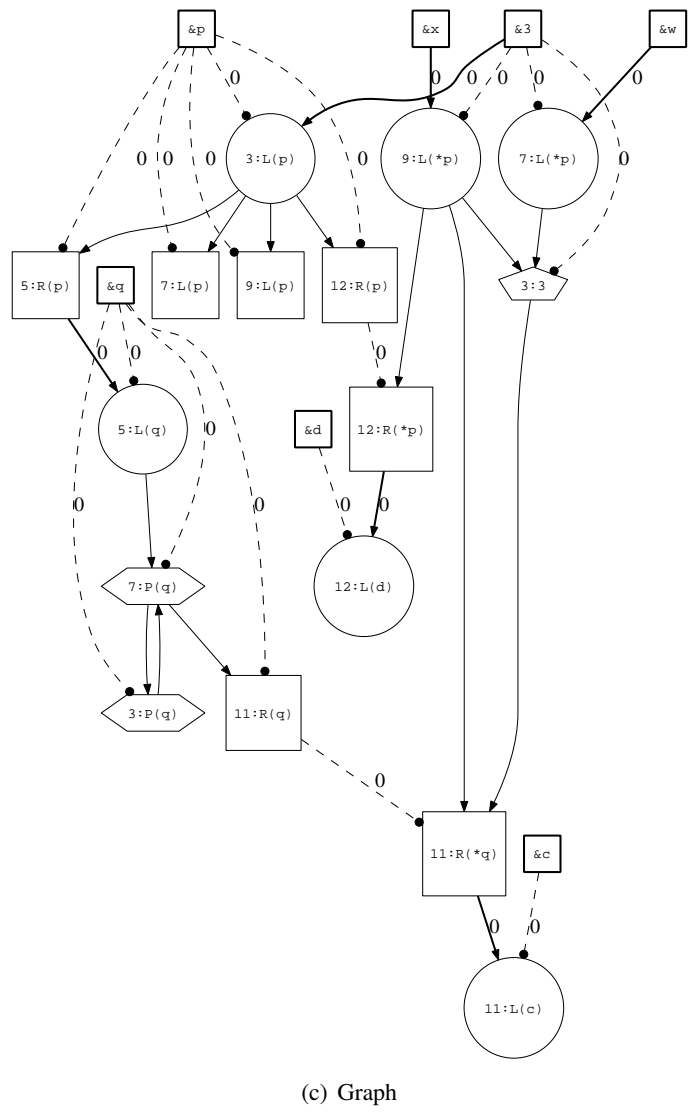 &p &x &3 &w
0 0 0 0 0 0
0 0 0 3:L(p) 0 9:L(*p) 7:L(*p) 0
5:R(p) &q 7:L(p) 9:L(p) 12:R(p) 3:3
0 0 0
5:L(q) 0 &d 12:R(*p)
0 0 0 0
7:P(q) 12:L(d)
3:P(q) 11:R(q)
0
11:R(*q) &c
0 0
11:L(c)
(c) Graph